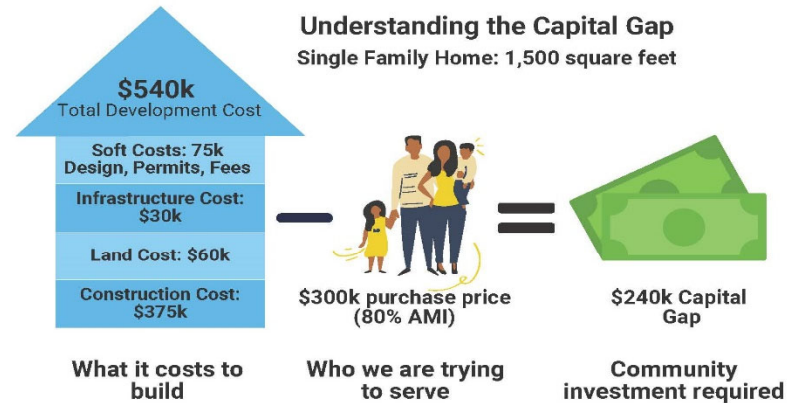 Understanding the Capital Gap
Single Family Home: 1,500 square feet
$540k
Total Development Cost
Soft Costs: 75k
Design, Permits, Fees
Infrastructure Cost:
$30k
Land Cost: $60k
Construction Cost:
$375k
What it costs to
build
$300k purchase price
(80% AMI)
Who we are trying
to serve
$240k Capital
Gap
Community
investment required